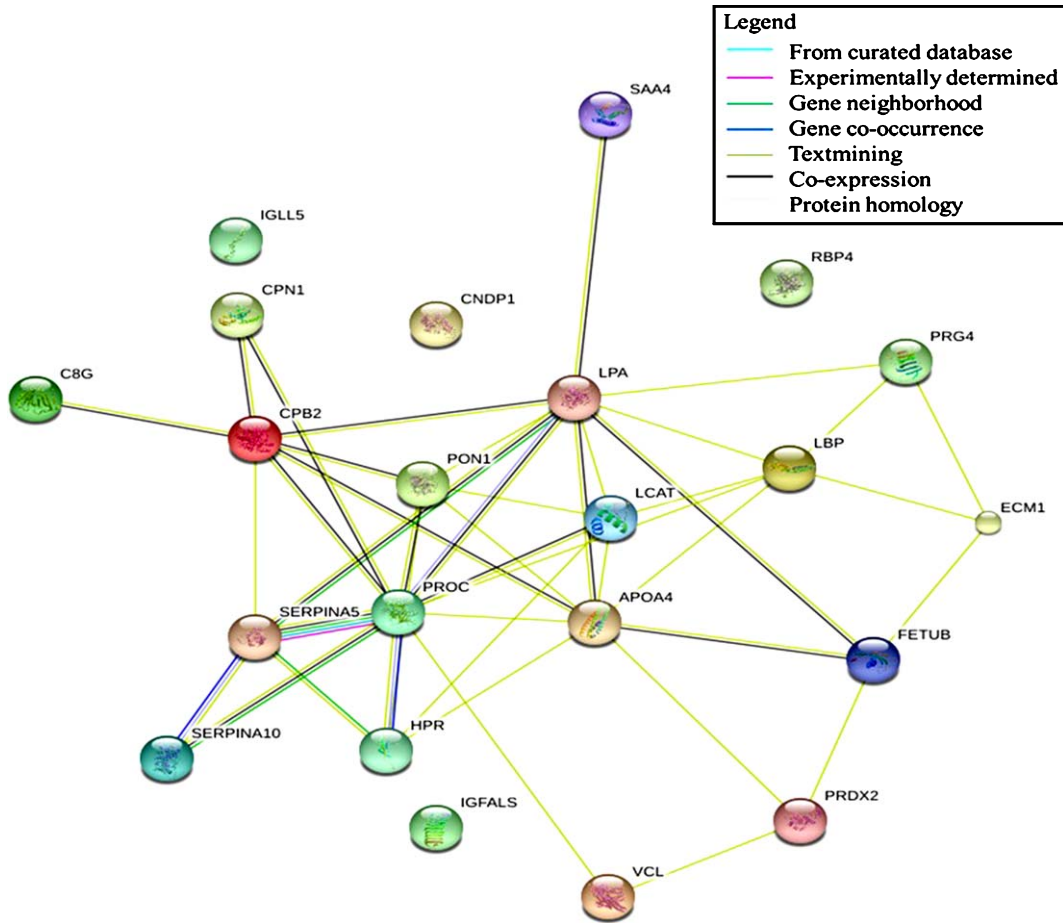 Legend
From curated database
Experimentally determined
Gene neighborhood
Gene co-occurrence
Textmining
Co-expression
Protein homology
SAA4
IGLL5
RBP4
CPN1
CNDP1
PRG4
LPA
C8G
CPB2
LBP
PON1
LCAT
ECM1
PROC
APOA4
SERPINA5
FETUB
HPR
SERPINA10
PRDX2
IGFALS
VCL